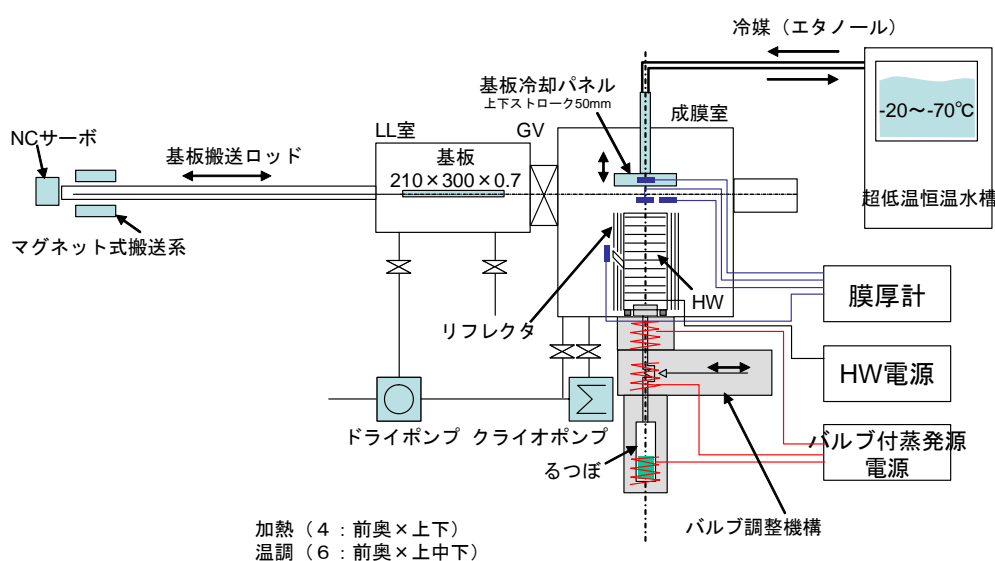 冷媒（エタノール）
基板冷却パネル
上下ストローク50mm
成膜室
-20～-70℃
NCサーボ
LL室
GV
基板搬送ロッド
基板
210×300×0.7
超低温恒温水槽
マグネット式搬送系
HW
膜厚計
リフレクタ
HW電源
ドライポンプ
クライオポンプ
バルブ付蒸発源
電源
るつぼ
バルブ調整機構
加熱（4：前奥×上下）
温調（6：前奥×上中下）